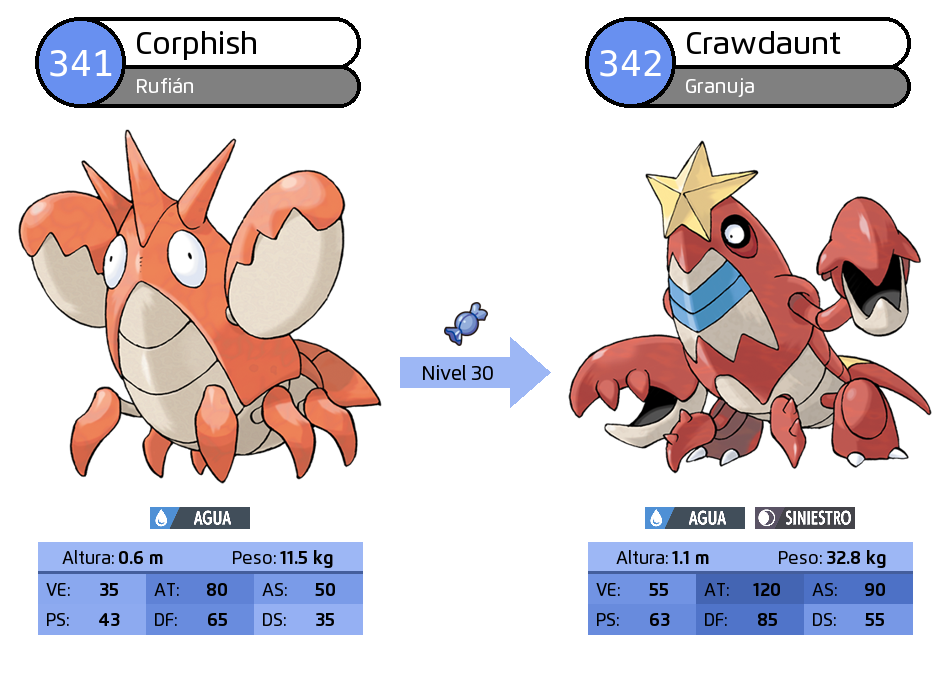 341
Corphish
Rufián
342
Crawdaunt
Granuja
Nivel 30
AGUA
AGUA SINIESTRO
Altura: 0.6 m Peso: 11.5 kg
VE: 35 AT: 80 AS: 50
PS: 43 DF: 65 DS: 35
Altura: 1.1 m Peso: 32.8 kg
VE: 55 AT: 120 AS: 90
PS: 63 DF: 85 DS: 55